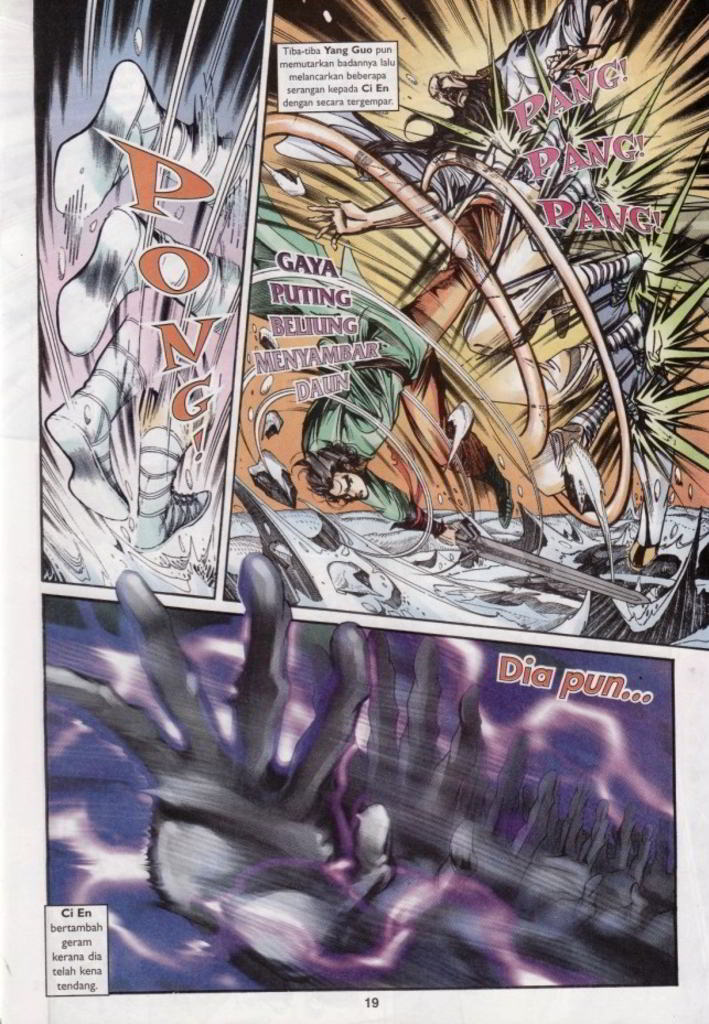 PONG!
Tiba-tiba Yang Guo pun
memutarkan badannya lalu
melancarkan beberapa
serangan kepada Ci En
dengan secara tergempar.
PANG!
PANG!
PANG!
GAYA
PUTING
BELIUNG
MENYAMBAR
DAUN
Dia pun...
Ci En
bertambah
geram
kerana dia
telah kena
tendang.
19